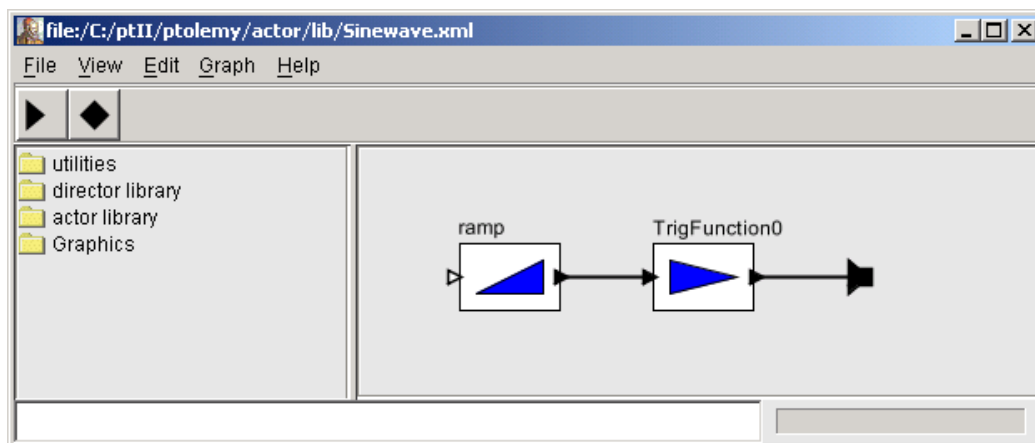 file:/C:/ptII/ptolemy/actor/lib/Sinewave.xml
File View Edit Graph Help
utilities
director library
actor library
Graphics
ramp TrigFunction0